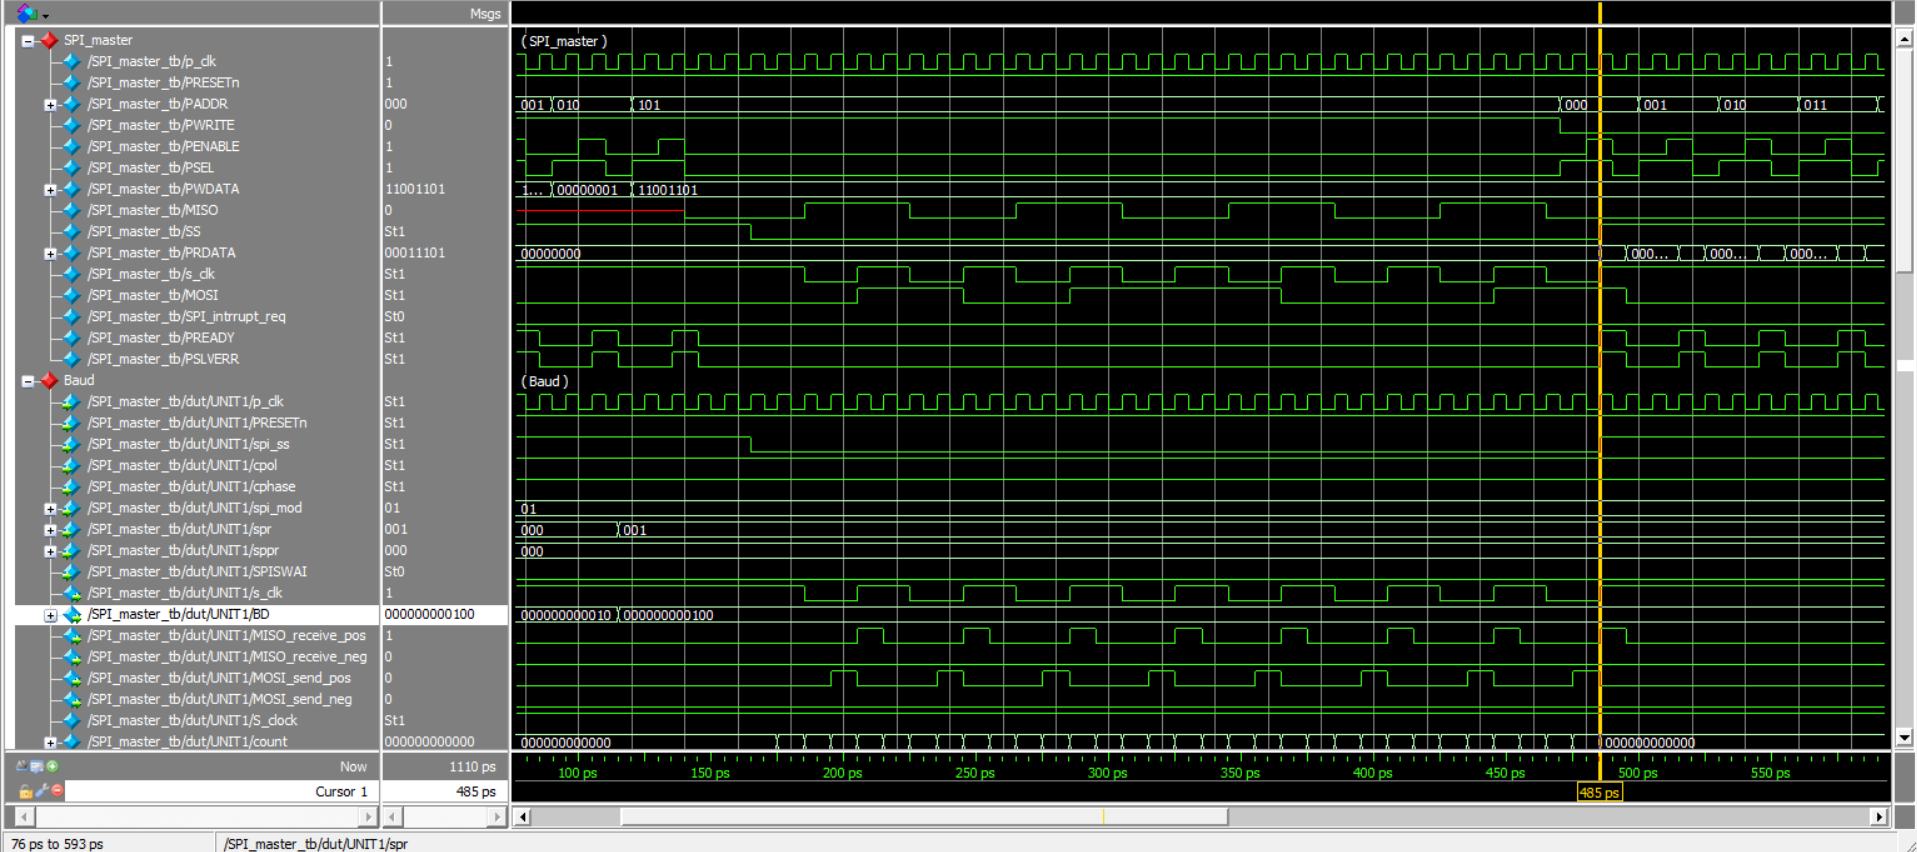 Msgs
SPI_master ( SPI_master )
/SPI_master_tb/p_clk 1
/SPI_master_tb/PRESETn 1
/SPI_master_tb/PADDR 000 001 010 101 000 001 010 011
/SPI_master_tb/PWRITE 0
/SPI_master_tb/PENABLE 1
/SPI_master_tb/PSEL 1
/SPI_master_tb/PWDATA 11001101 1... 00000001 11001101
/SPI_master_tb/MISO 0
/SPI_master_tb/SS St1
/SPI_master_tb/PRDATA 00011101 00000000 000... 000... 000...
/SPI_master_tb/s_clk St1
/SPI_master_tb/MOSI St1
/SPI_master_tb/SPI_intrrupt_req St0
/SPI_master_tb/PREADY St1
/SPI_master_tb/PSLVERR St1
Baud ( Baud )
/SPI_master_tb/dut/UNIT1/p_clk St1
/SPI_master_tb/dut/UNIT1/PRESETn St1
/SPI_master_tb/dut/UNIT1/spi_ss St1
/SPI_master_tb/dut/UNIT1/cpol St1
/SPI_master_tb/dut/UNIT1/cphase St1
/SPI_master_tb/dut/UNIT1/spi_mod 01 01
/SPI_master_tb/dut/UNIT1/spr 001 000 001
/SPI_master_tb/dut/UNIT1/sppr 000 000
/SPI_master_tb/dut/UNIT1/SPISWAI St0
/SPI_master_tb/dut/UNIT1/s_clk 1
/SPI_master_tb/dut/UNIT1/BD 000000000100 000000000010 000000000100
/SPI_master_tb/dut/UNIT1/MISO_receive_pos 1
/SPI_master_tb/dut/UNIT1/MISO_receive_neg 0
/SPI_master_tb/dut/UNIT1/MOSI_send_pos 0
/SPI_master_tb/dut/UNIT1/MOSI_send_neg 0
/SPI_master_tb/dut/UNIT1/S_clock St1
/SPI_master_tb/dut/UNIT1/count 000000000000 000000000000 000000000000
Now 1110 ps 100 ps 150 ps 200 ps 250 ps 300 ps 350 ps 400 ps 450 ps 500 ps 550 ps
Cursor 1 485 ps 485 ps
76 ps to 593 ps /SPI_master_tb/dut/UNIT1/spr